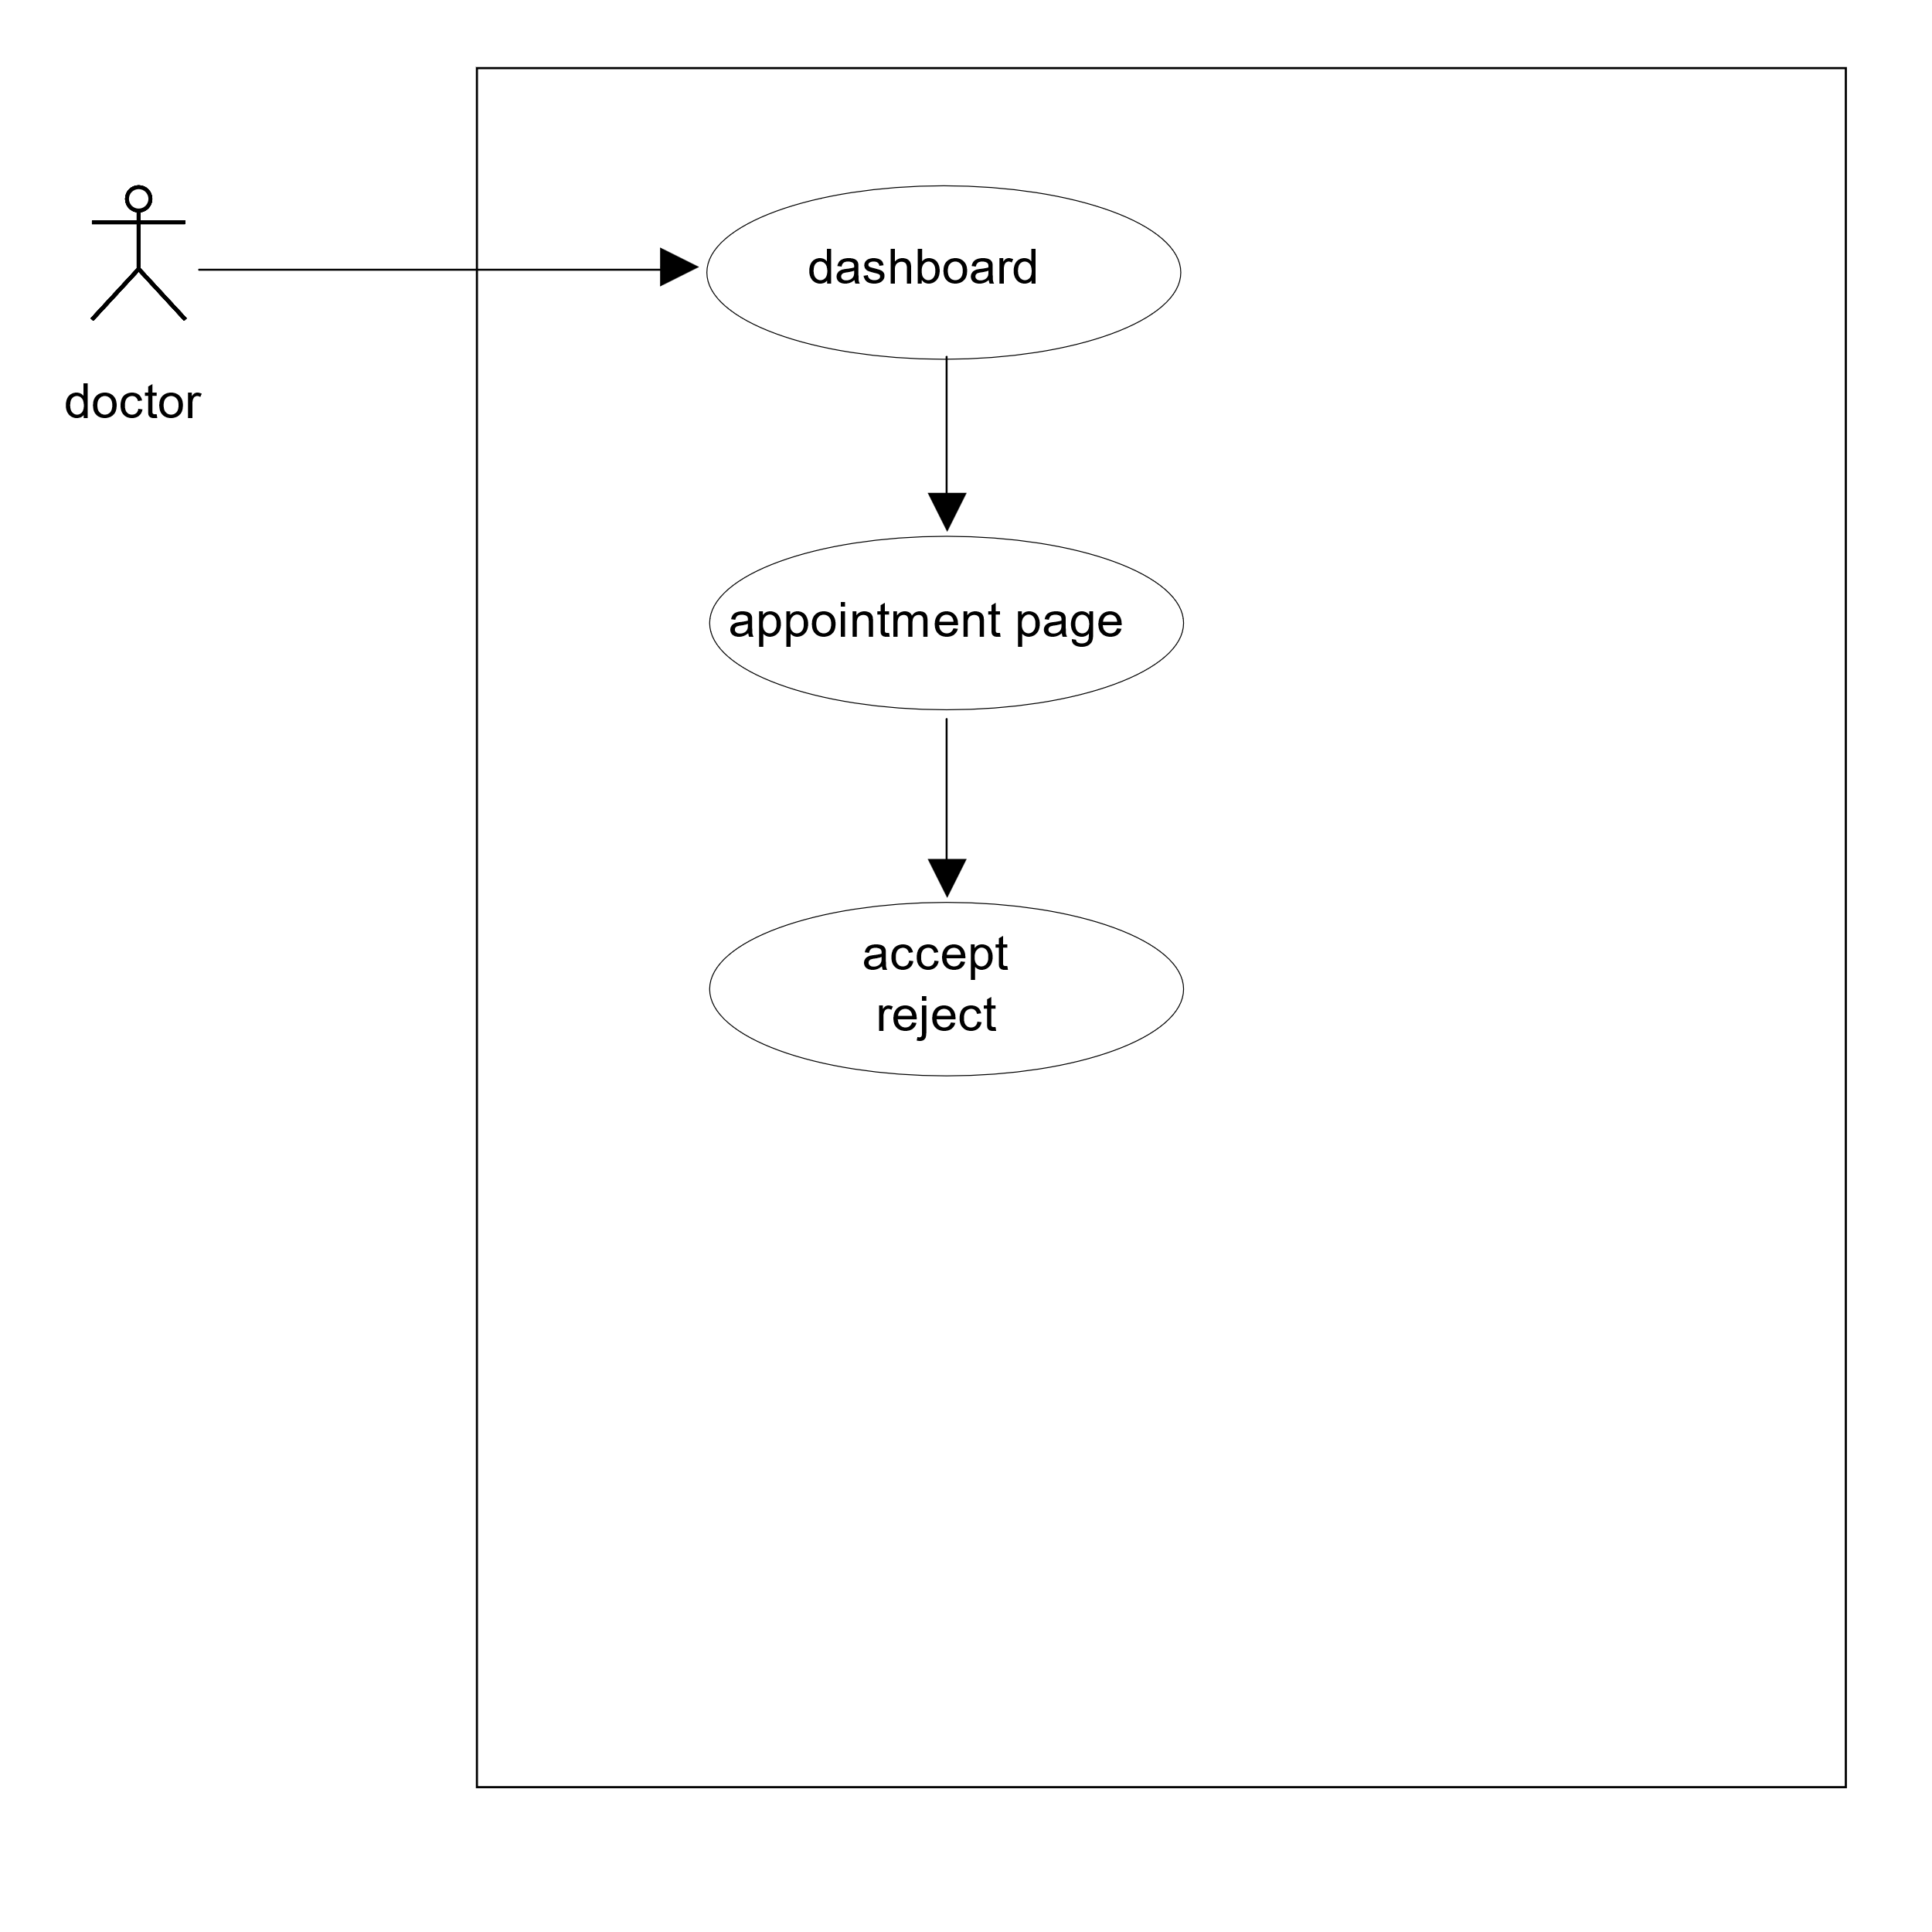 dashboard
doctor
appointment page
accept
reject